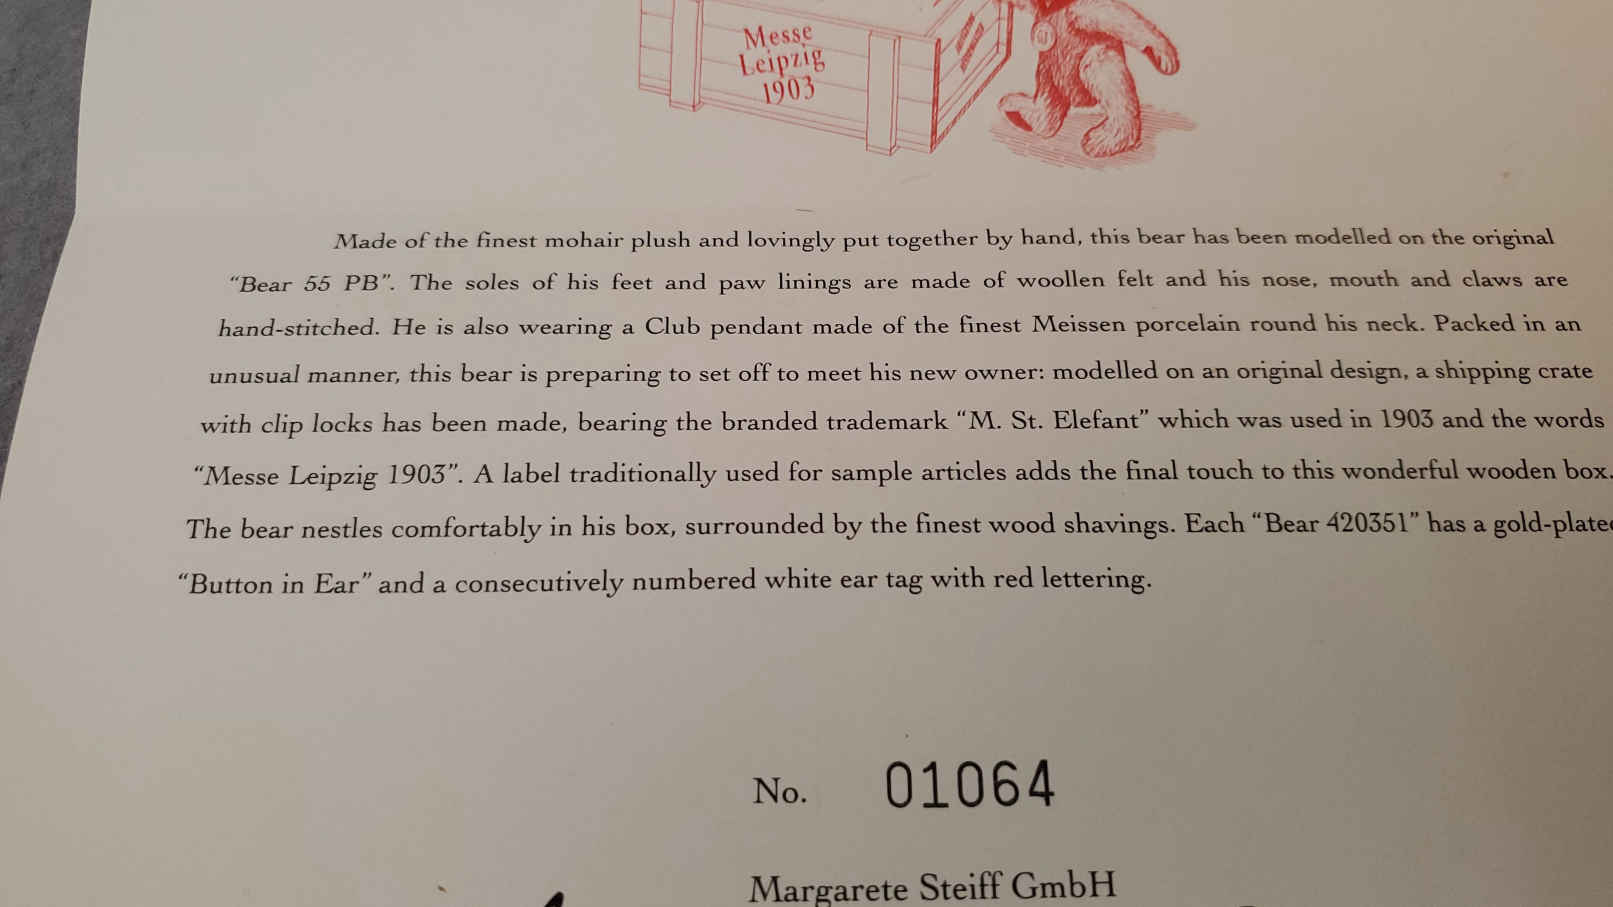 Messe
Leipzig
1903
Made of the finest mohair plush and lovingly put together by hand, this bear has been modelled on the original
“Bear 55 PB”. The soles of his feet and paw linings are made of woollen felt and his nose, mouth and claws are
hand-stitched. He is also wearing a Club pendant made of the finest Meissen porcelain round his neck. Packed in an
unusual manner, this bear is preparing to set off to meet his new owner: modelled on an original design, a shipping crate
with clip locks has been made, bearing the branded trademark “M. St. Elefant” which was used in 1903 and the words
“Messe Leipzig 1903”. A label traditionally used for sample articles adds the final touch to this wonderful wooden box.
The bear nestles comfortably in his box, surrounded by the finest wood shavings. Each “Bear 420351” has a gold-plate
“Button in Ear” and a consecutively numbered white ear tag with red lettering.
No. 01064
Margarete Steiff GmbH